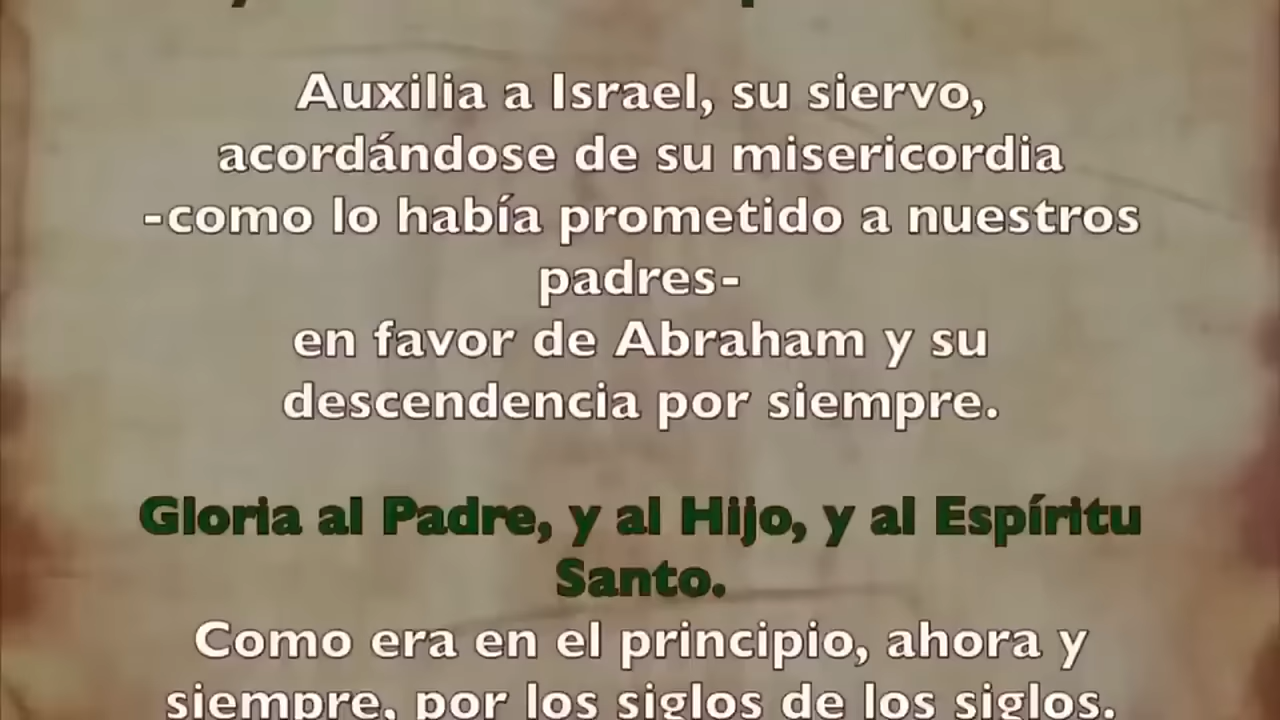 Auxilia a Israel, su siervo,
acordándose de su misericordia
-como lo había prometido a nuestros
padres-
en favor de Abraham y su
descendencia por siempre.
Gloria al Padre, y al Hijo, y al Espíritu
Santo.
Como era en el principio, ahora y
siempre, por los siglos de los siglos.